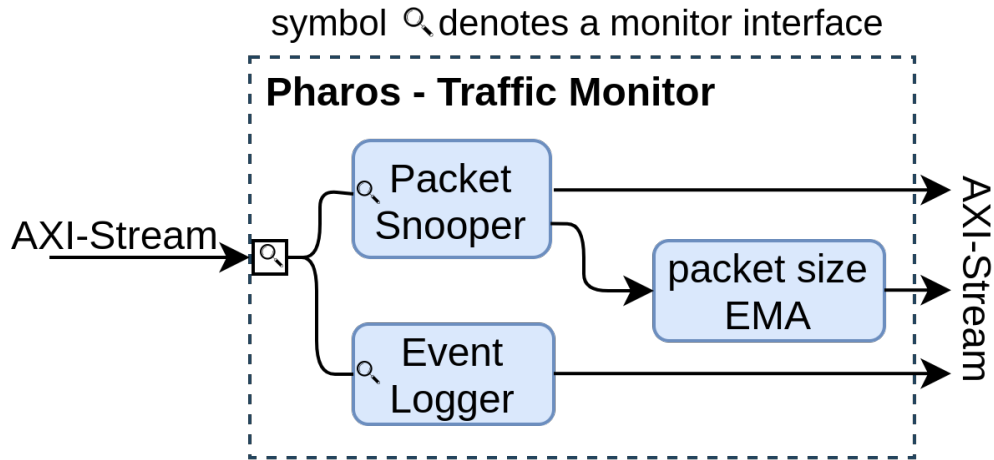 symbol denotes a monitor interface
Pharos - Traffic Monitor
Packet
Snooper
AXI-Stream
packet size
EMA
Event
Logger
AXI-Stream